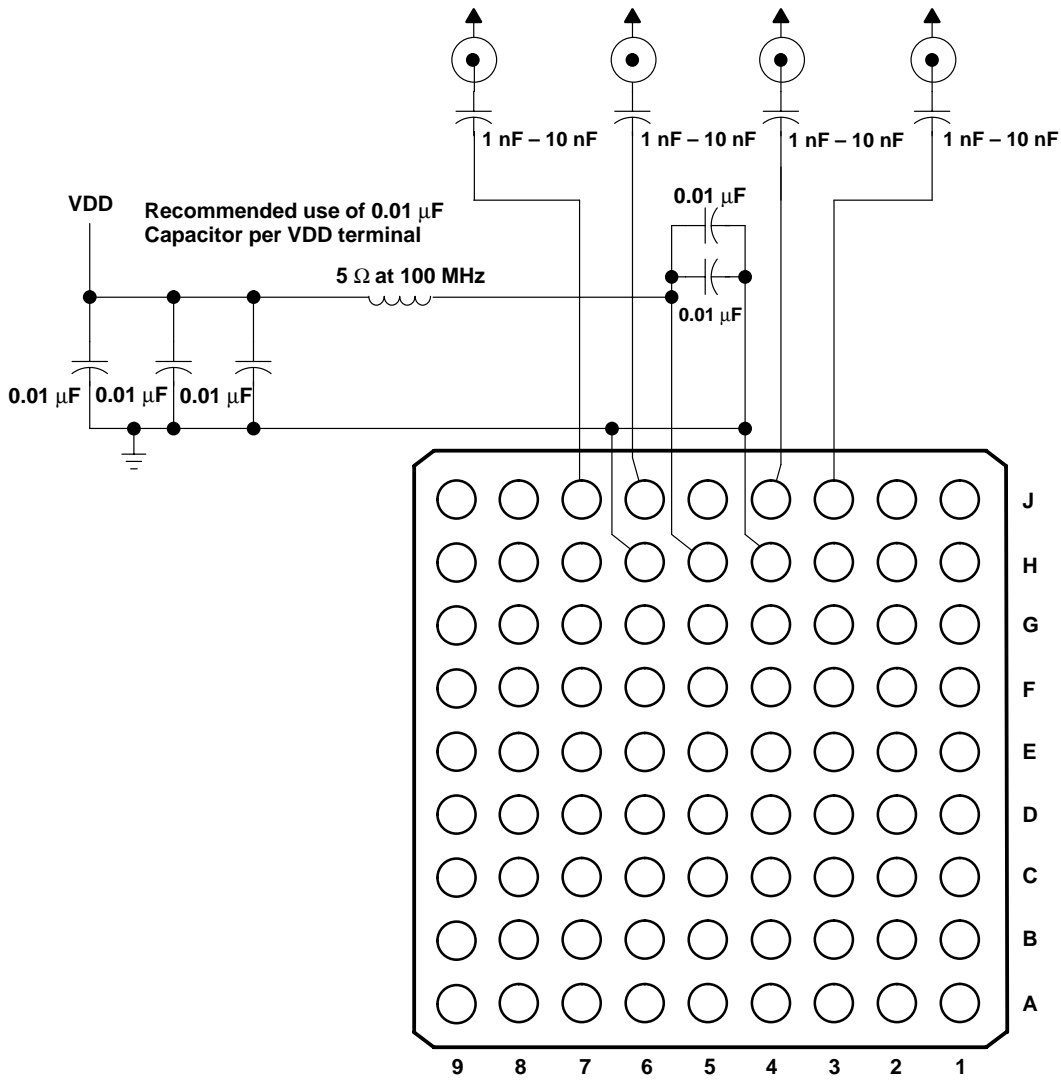 1 nF – 10 nF
1 nF – 10 nF
1 nF – 10 nF
1 nF – 10 nF
VDD
Recommended use of 0.01 μF
Capacitor per VDD terminal
0.01 μF
5 Ω at 100 MHz
0.01 μF
0.01 μF
0.01 μF
0.01 μF
J
H
G
F
E
D
C
B
A
9 8 7 6 5 4 3 2 1